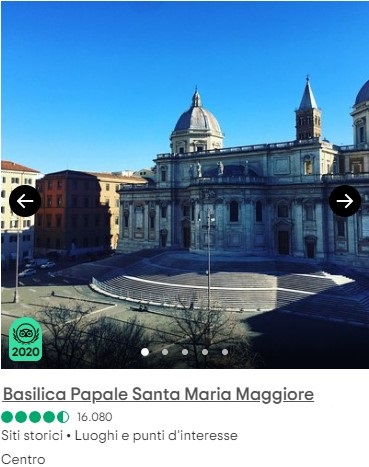 2020
Basilica Papale Santa Maria Maggiore
16.080
Siti storici • Luoghi e punti d'interesse
Centro